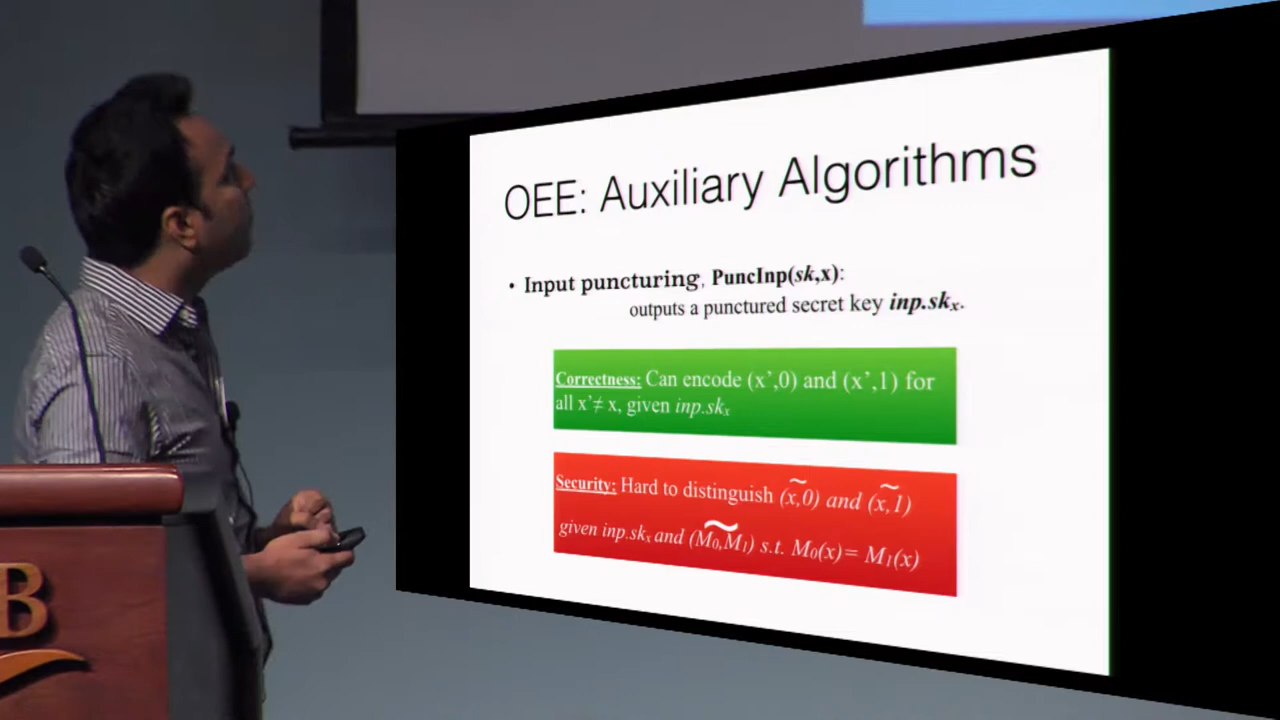 OEE: Auxiliary Algorithms
• Input puncturing, PuncInp(sk,x):
outputs a punctured secret key inp.skₓ.
Correctness: Can encode (x’,0) and (x’,1) for
all x’≠ x, given inp.skₓ
Security: Hard to distinguish (x,0)~ and (x,1)~
given inp.skₓ and (M₀,M₁)~ s.t. M₀(x)= M₁(x)
B